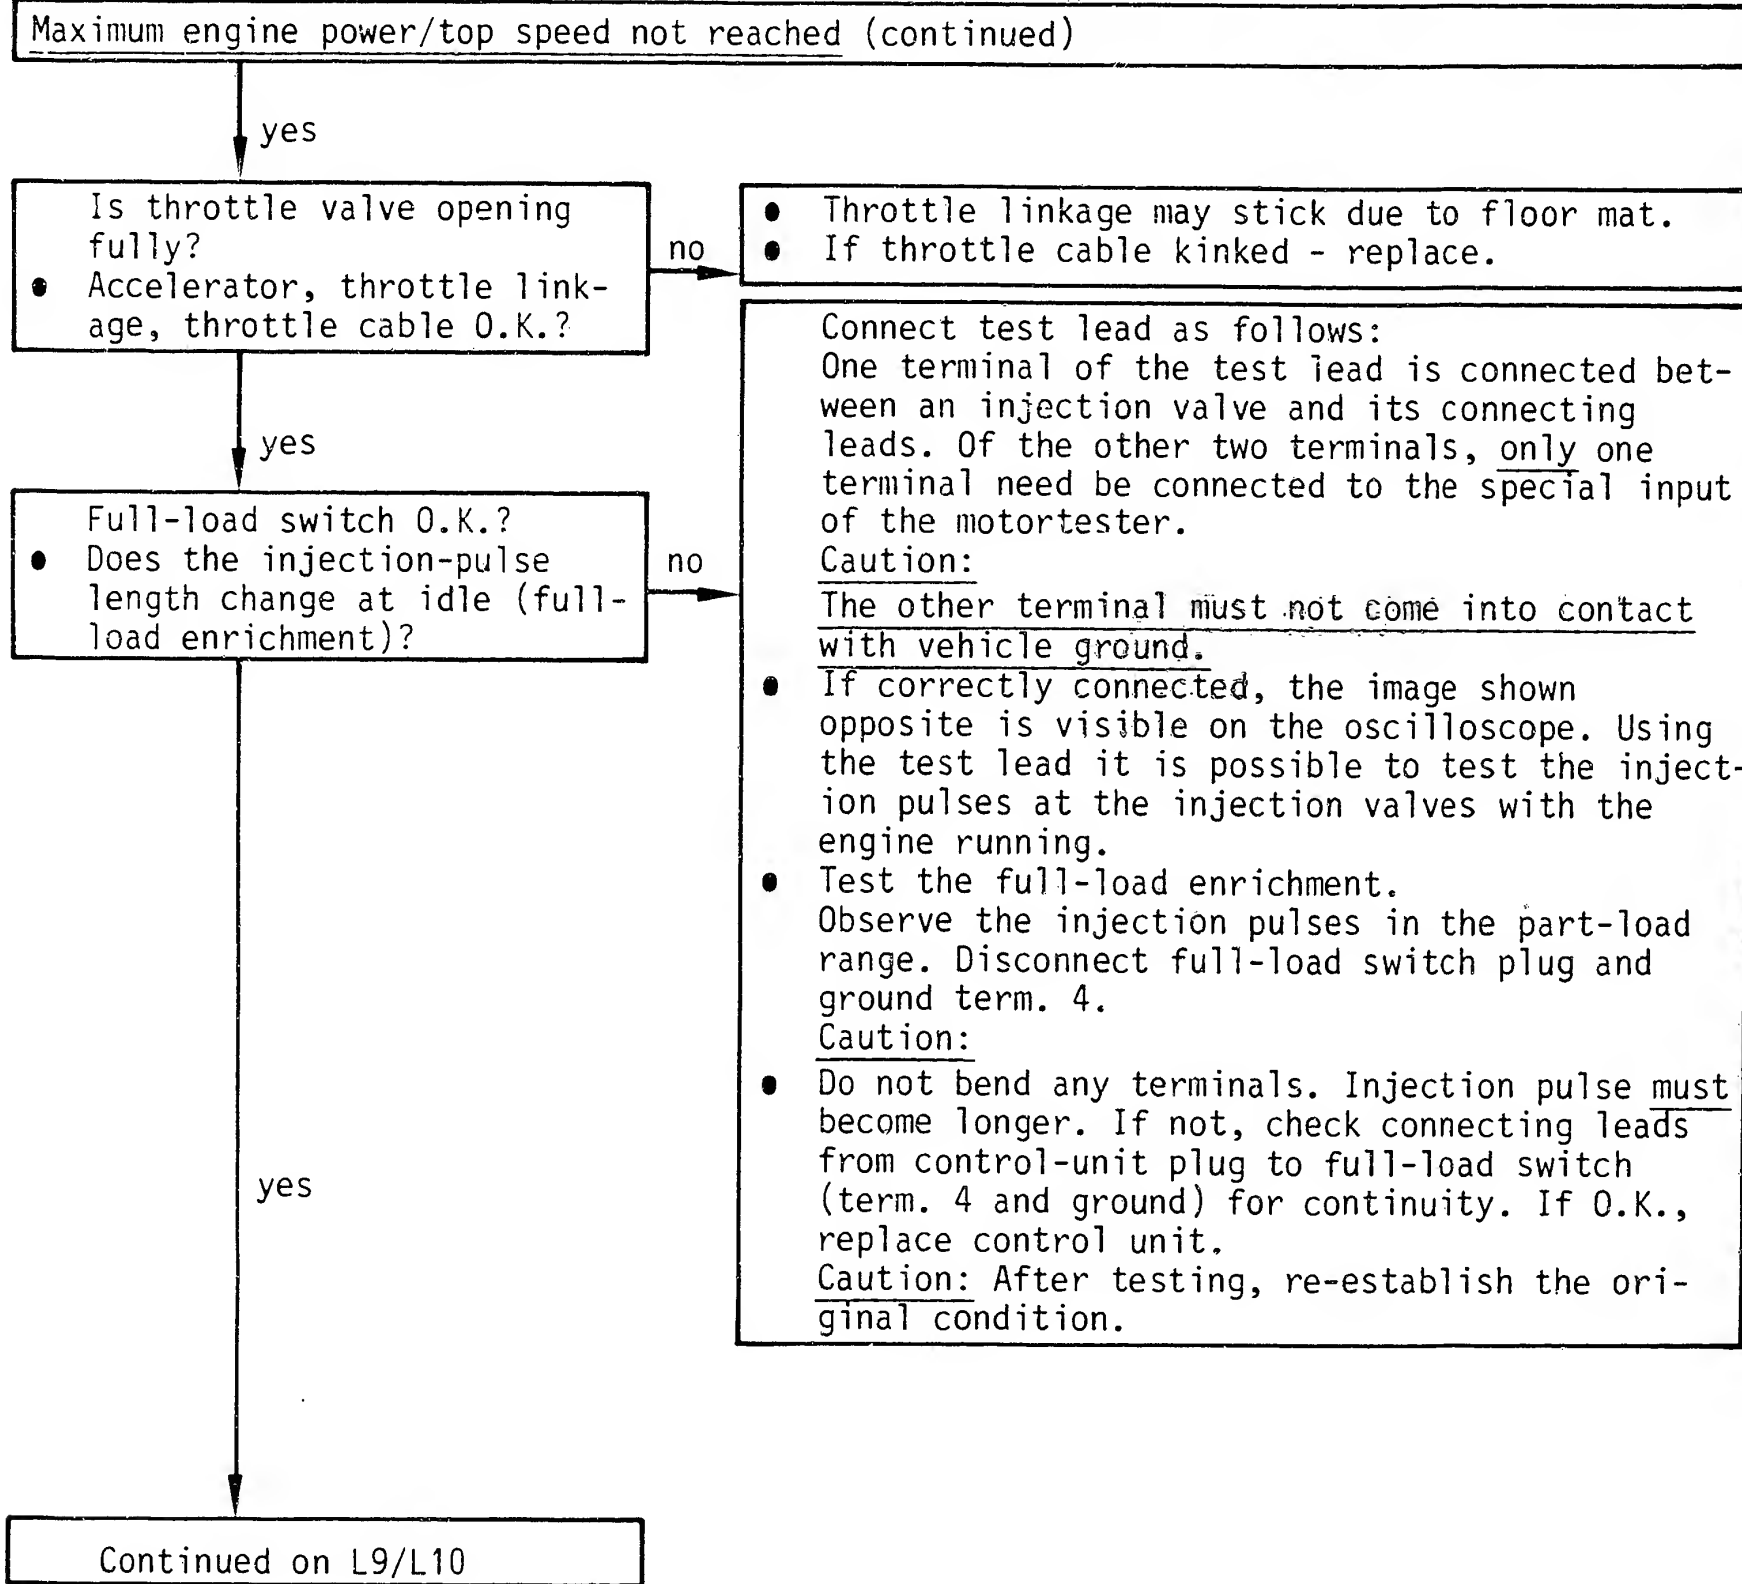 Maximum engine power/top speed not reached (continued)
yes
Is throttle valve opening
fully?
● Accelerator, throttle link-
age, throttle cable O.K.?
no
● Throttle linkage may stick due to floor mat.
● If throttle cable kinked - replace.
yes
Full-load switch O.K.?
● Does the injection-pulse
length change at idle (full-
load enrichment)?
no
Connect test lead as follows:
One terminal of the test lead is connected bet-
ween an injection valve and its connecting
leads. Of the other two terminals, only one
terminal need be connected to the special input
of the motortester.
Caution:
The other terminal must not come into contact
with vehicle ground.
● If correctly connected, the image shown
opposite is visible on the oscilloscope. Using
the test lead it is possible to test the inject-
ion pulses at the injection valves with the
engine running.
● Test the full-load enrichment.
Observe the injection pulses in the part-load
range. Disconnect full-load switch plug and
ground term. 4.
Caution:
● Do not bend any terminals. Injection pulse must
become longer. If not, check connecting leads
from control-unit plug to full-load switch
(term. 4 and ground) for continuity. If O.K.,
replace control unit.
Caution: After testing, re-establish the ori-
ginal condition.
yes
Continued on L9/L10